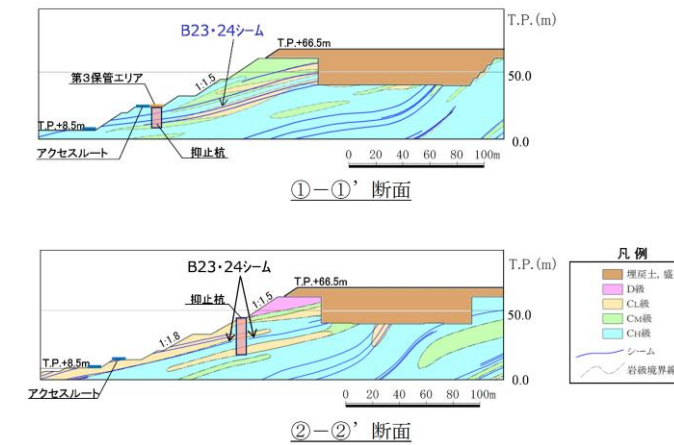 T.P.(m)
B23・24シーム
T.P.+66.5m
第3保管エリア
1:1.5
50.0
T.P.+8.5m
0.0
アクセスルート
抑止杭
0 20 40 60 80 100m
①－①’断面
B23・24シーム
T.P.(m)
T.P.+66.5m
抑止杭
1:1.5
50.0
1:1.8
T.P.+8.5m
0.0
アクセスルート
0 20 40 60 80 100m
②－②’断面
凡 例
埋戻土，盛
D級
CL級
CM級
CH級
シーム
岩級境界線